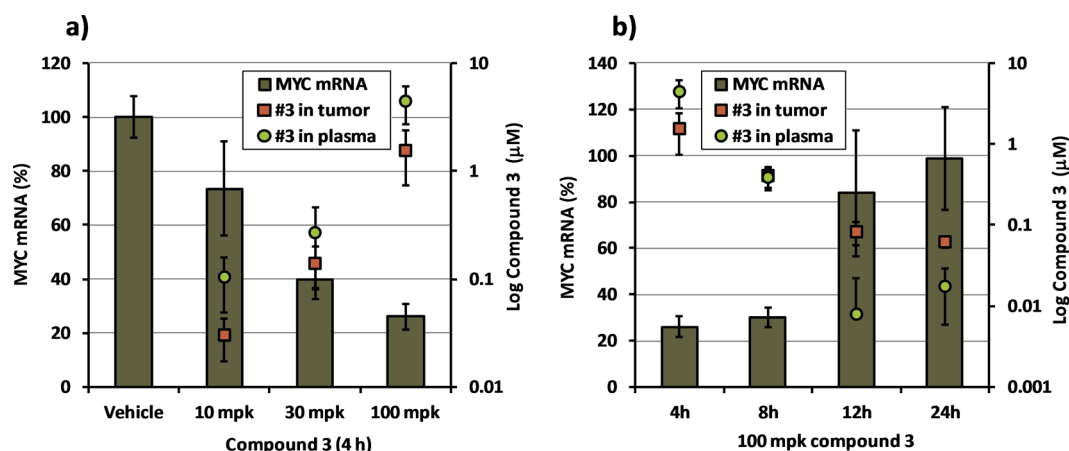 a)
120
100
80
60
40
20
0
MYC mRNA (%)
MYC mRNA
#3 in tumor
#3 in plasma
10
1
0.1
0.01
Log Compound 3 (μM)
Vehicle 10 mpk 30 mpk 100 mpk
Compound 3 (4 h)
b)
140
120
100
80
60
40
20
0
MYC mRNA (%)
MYC mRNA
#3 in tumor
#3 in plasma
10
1
0.1
0.01
0.001
Log Compound 3 (μM)
4h 8h 12h 24h
100 mpk compound 3